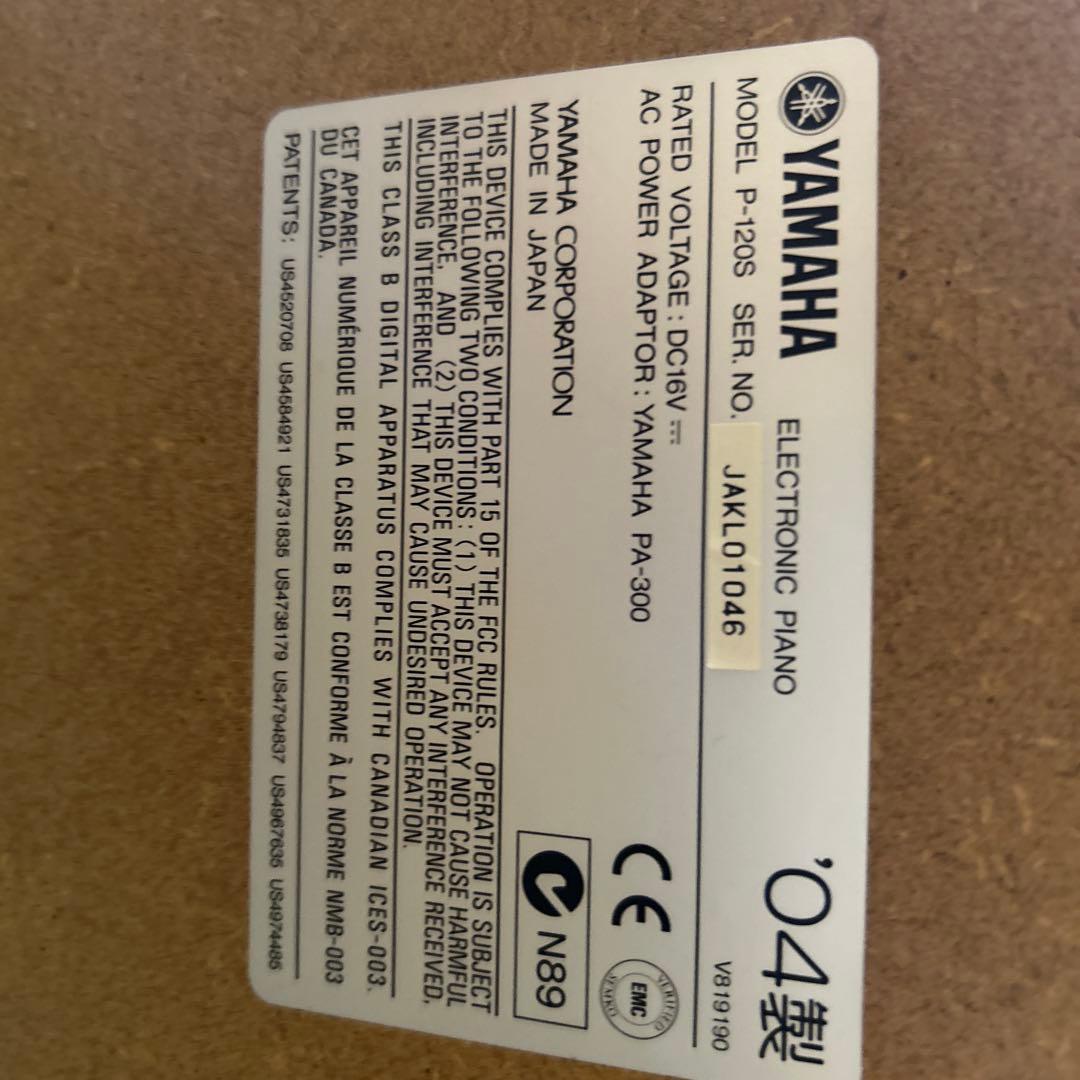 YAMAHA ELECTRONIC PIANO '04製
MODEL P-120S SER. NO. JAKL01046 V819190
RATED VOLTAGE : DC16V ⎓
AC POWER ADAPTOR : YAMAHA PA-300
CE
EMC
YAMAHA CORPORATION
MADE IN JAPAN
N89
THIS DEVICE COMPLIES WITH PART 15 OF THE FCC RULES. OPERATION IS SUBJECT
TO THE FOLLOWING TWO CONDITIONS : (1) THIS DEVICE MAY NOT CAUSE HARMFUL
INTERFERENCE, AND (2) THIS DEVICE MUST ACCEPT ANY INTERFERENCE RECEIVED,
INCLUDING INTERFERENCE THAT MAY CAUSE UNDESIRED OPERATION.
THIS CLASS B DIGITAL APPARATUS COMPLIES WITH CANADIAN ICES-003.
CET APPAREIL NUMÉRIQUE DE LA CLASSE B EST CONFORME À LA NORME NMB-003
DU CANADA.
PATENTS: US4520708 US4584921 US4731835 US4738179 US4794837 US4967635 US4974485